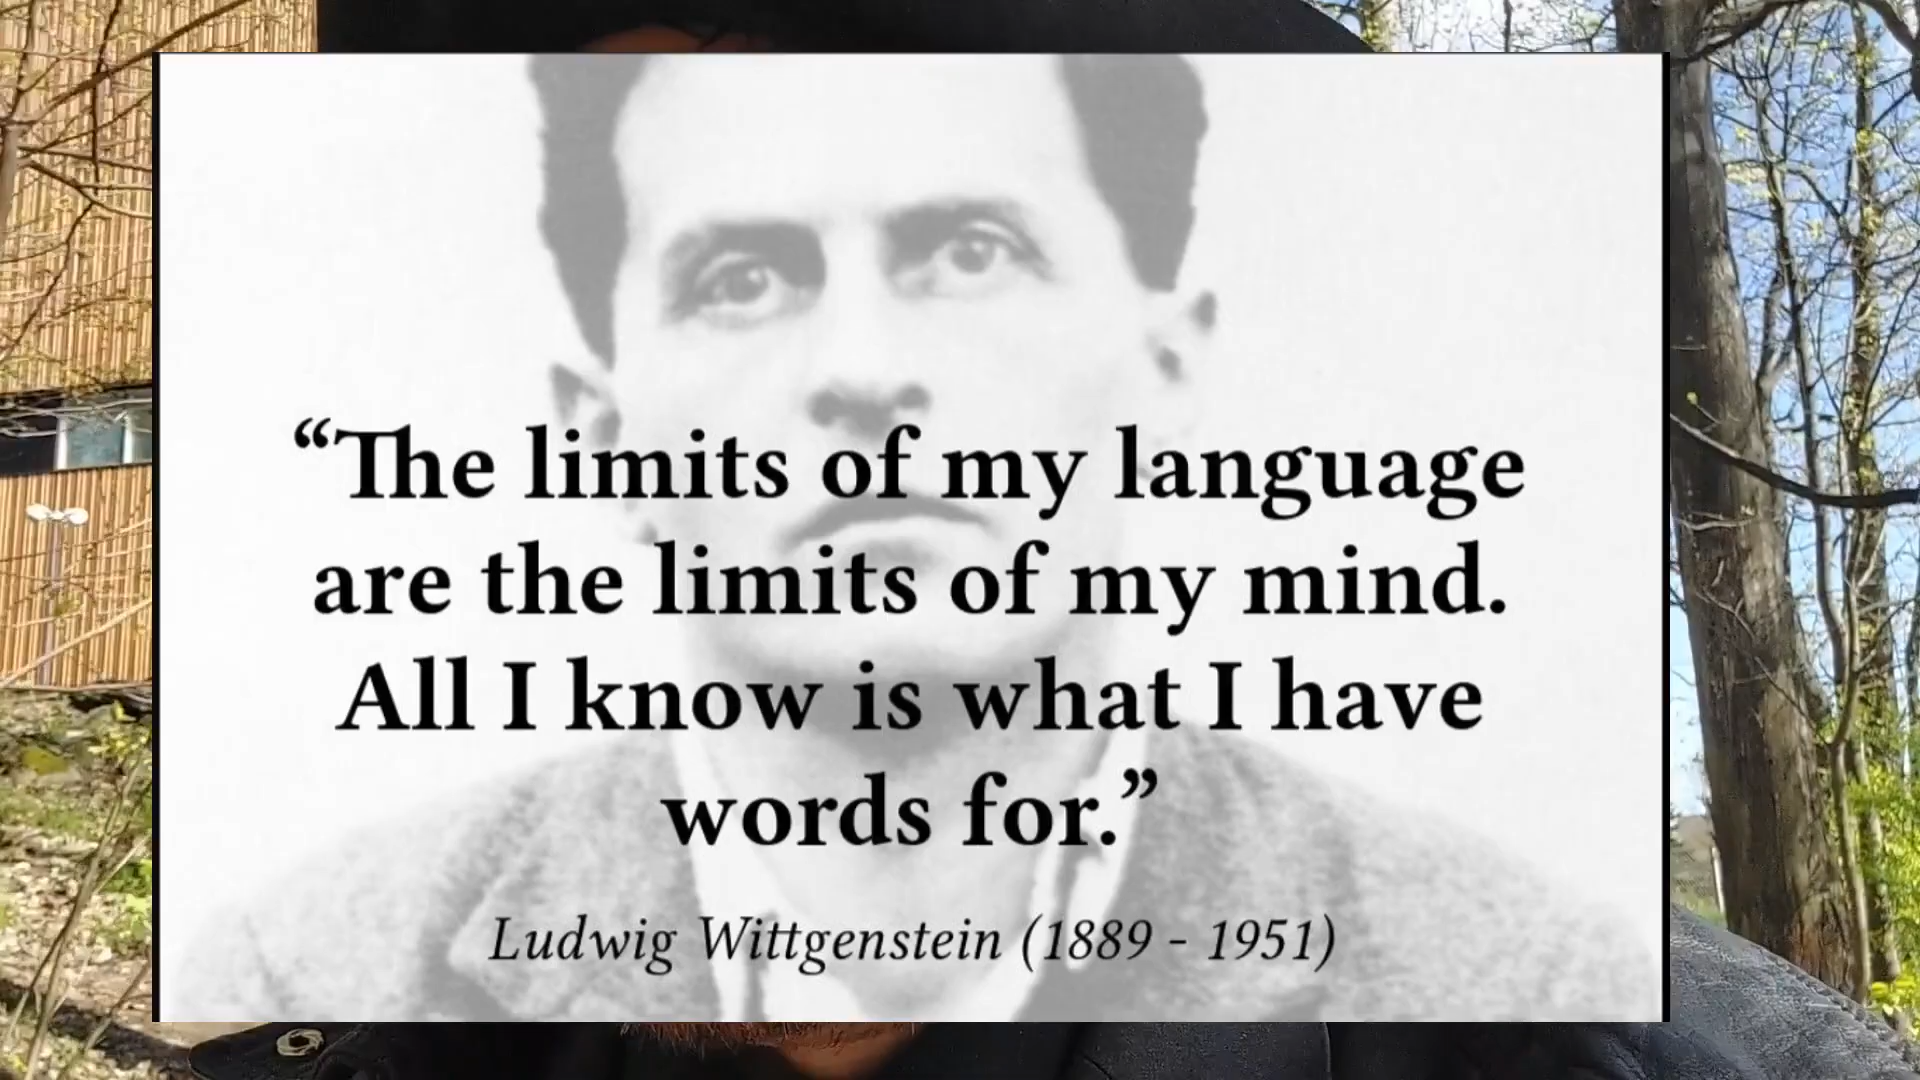 “The limits of my language
are the limits of my mind.
All I know is what I have
words for.”
Ludwig Wittgenstein (1889 - 1951)